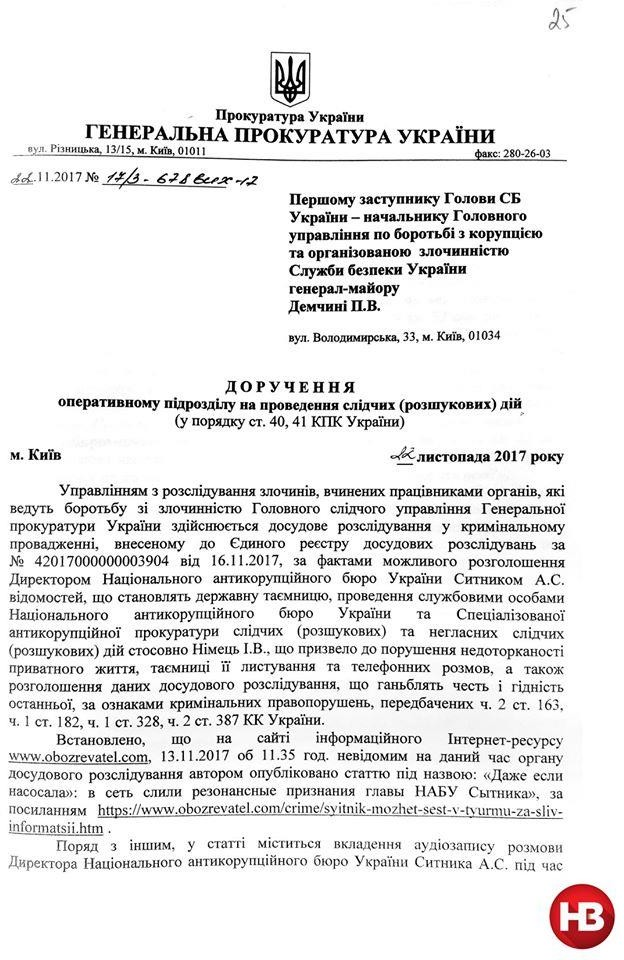 25
Прокуратура України
ГЕНЕРАЛЬНА ПРОКУРАТУРА УКРАЇНИ
вул. Різницька, 13/15, м. Київ, 01011 факс: 280-26-03
22.11.2017 № 17/3-678вих-17
Першому заступнику Голови СБ
України – начальнику Головного
управління по боротьбі з корупцією
та організованою злочинністю
Служби безпеки України
генерал-майору
Демчині П.В.
вул. Володимирська, 33, м. Київ, 01034
ДОРУЧЕННЯ
оперативному підрозділу на проведення слідчих (розшукових) дій
(у порядку ст. 40, 41 КПК України)
м. Київ 22 листопада 2017 року
Управлінням з розслідування злочинів, вчинених працівниками органів, які
ведуть боротьбу зі злочинністю Головного слідчого управління Генеральної
прокуратури України здійснюється досудове розслідування у кримінальному
провадженні, внесеному до Єдиного реєстру досудових розслідувань за
№ 42017000000003904 від 16.11.2017, за фактами можливого розголошення
Директором Національного антикорупційного бюро України Ситником А.С.
відомостей, що становлять державну таємницю, проведення службовими особами
Національного антикорупційного бюро України та Спеціалізованої
антикорупційної прокуратури слідчих (розшукових) та негласних слідчих
(розшукових) дій стосовно Німець І.В., що призвело до порушення недоторканості
приватного життя, таємниці її листування та телефонних розмов, а також
розголошення даних досудового розслідування, що ганьблять честь і гідність
останньої, за ознаками кримінальних правопорушень, передбачених ч. 2 ст. 163,
ч. 1 ст. 182, ч. 1 ст. 328, ч. 2 ст. 387 КК України.
Встановлено, що на сайті інформаційного Інтернет-ресурсу
www.obozrevatel.com, 13.11.2017 об 11.35 год. невідомим на даний час органу
досудового розслідування автором опубліковано статтю під назвою: «Даже если
насосала»: в сеть слили резонансные признания главы НАБУ Сытника», за
посиланням https://www.obozrevatel.com/crime/syitnik-mozhet-sest-v-tyurmu-za-sliv-
informatsii.htm .
Поряд з іншим, у статті міститься вкладення аудіозапису розмови
Директора Національного антикорупційного бюро України Ситника А.С. під час
НВ